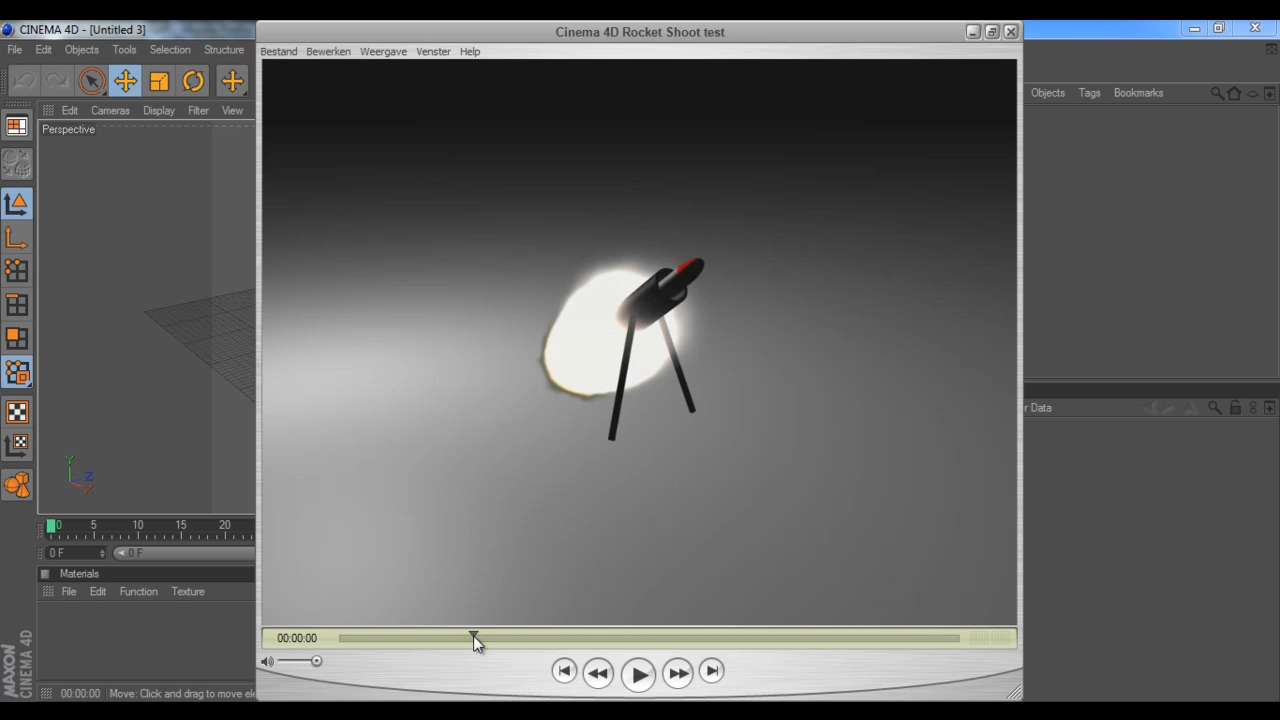 CINEMA 4D - [Untitled 3]
Cinema 4D Rocket Shoot test
File Edit Objects Tools Selection Structure
Bestand Bewerken Weergave Venster Help
Edit Cameras Display Filter View
Objects Tags Bookmarks
Perspective
Y
Z
X
r Data
0 5 10 15 20
0 F
0 F
Materials
File Edit Function Texture
00:00:00
MAXON
CINEMA 4D
00:00:00 Move: Click and drag to move ele